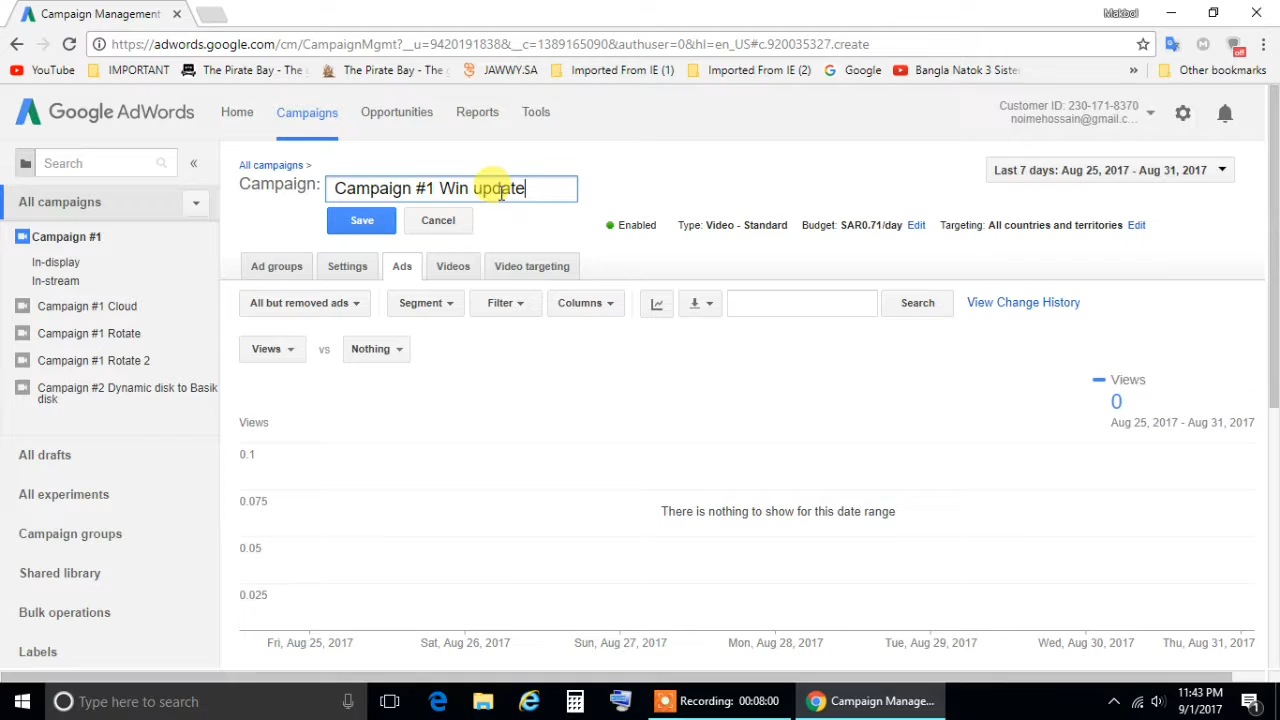 Campaign Management
Makbol
https://adwords.google.com/cm/CampaignMgmt?__u=9420191838&__c=1389165090&authuser=0&hl=en_US#c.920035327.create
YouTube
IMPORTANT
The Pirate Bay - The
The Pirate Bay - The
JAWWY.SA
Imported From IE (1)
Imported From IE (2)
Google
Bangla Natok 3 Sister
»
Other bookmarks
Google AdWords
Home
Campaigns
Opportunities
Reports
Tools
Customer ID: 230-171-8370
noimehossain@gmail.c...
Search
«
All campaigns >
Campaign:
Campaign #1 Win update
Last 7 days: Aug 25, 2017 - Aug 31, 2017
All campaigns
Save
Cancel
Enabled
Type: Video - Standard
Budget: SAR0.71/day Edit
Targeting: All countries and territories Edit
Campaign #1
In-display
In-stream
Campaign #1 Cloud
Campaign #1 Rotate
Campaign #1 Rotate 2
Campaign #2 Dynamic disk to Basik
disk
Ad groups
Settings
Ads
Videos
Video targeting
All but removed ads
Segment
Filter
Columns
Search
View Change History
Views
vs
Nothing
Views
0
Aug 25, 2017 - Aug 31, 2017
Views
0.1
0.075
There is nothing to show for this date range
0.05
0.025
Fri, Aug 25, 2017
Sat, Aug 26, 2017
Sun, Aug 27, 2017
Mon, Aug 28, 2017
Tue, Aug 29, 2017
Wed, Aug 30, 2017
Thu, Aug 31, 2017
All drafts
All experiments
Campaign groups
Shared library
Bulk operations
Labels
Type here to search
Recording: 00:08:00
Campaign Manage...
11:43 PM
9/1/2017
1